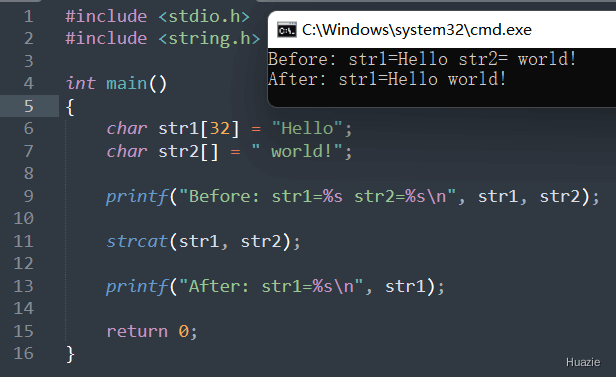 1 #include <stdio.h>
2 #include <string.h>
3
4 int main()
5 {
6     char str1[32] = "Hello";
7     char str2[] = " world!";
8
9     printf("Before: str1=%s str2=%s\n", str1, str2);
10
11     strcat(str1, str2);
12
13     printf("After: str1=%s\n", str1);
14
15     return 0;
16 }
C:\Windows\system32\cmd.exe
Before: str1=Hello str2= world!
After: str1=Hello world!
Huazie